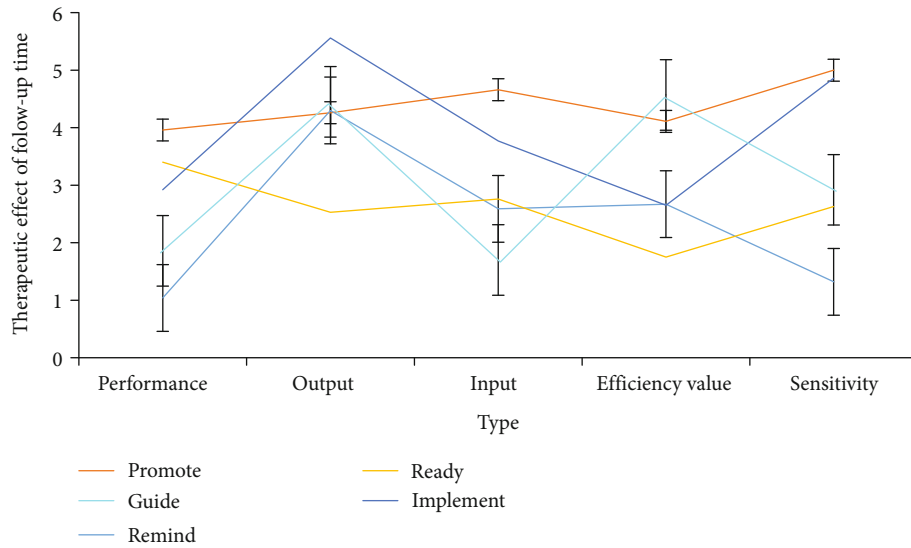 6
5
4
3
2
1
0
Therapeutic effect of folow-up time
Performance
Output
Input
Efficiency value
Sensitivity
Type
Promote
Guide
Remind
Ready
Implement